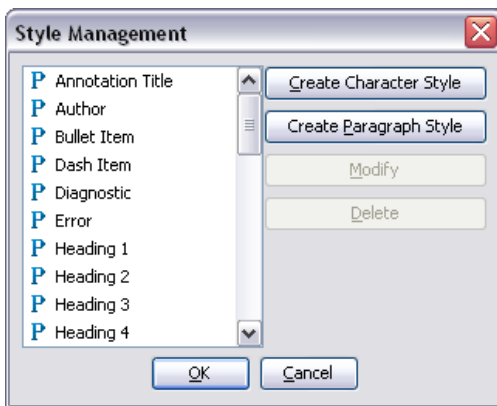 Style Management
P Annotation Title
P Author
P Bullet Item
P Dash Item
P Diagnostic
P Error
P Heading 1
P Heading 2
P Heading 3
P Heading 4
Create Character Style
Create Paragraph Style
Modify
Delete
OK
Cancel